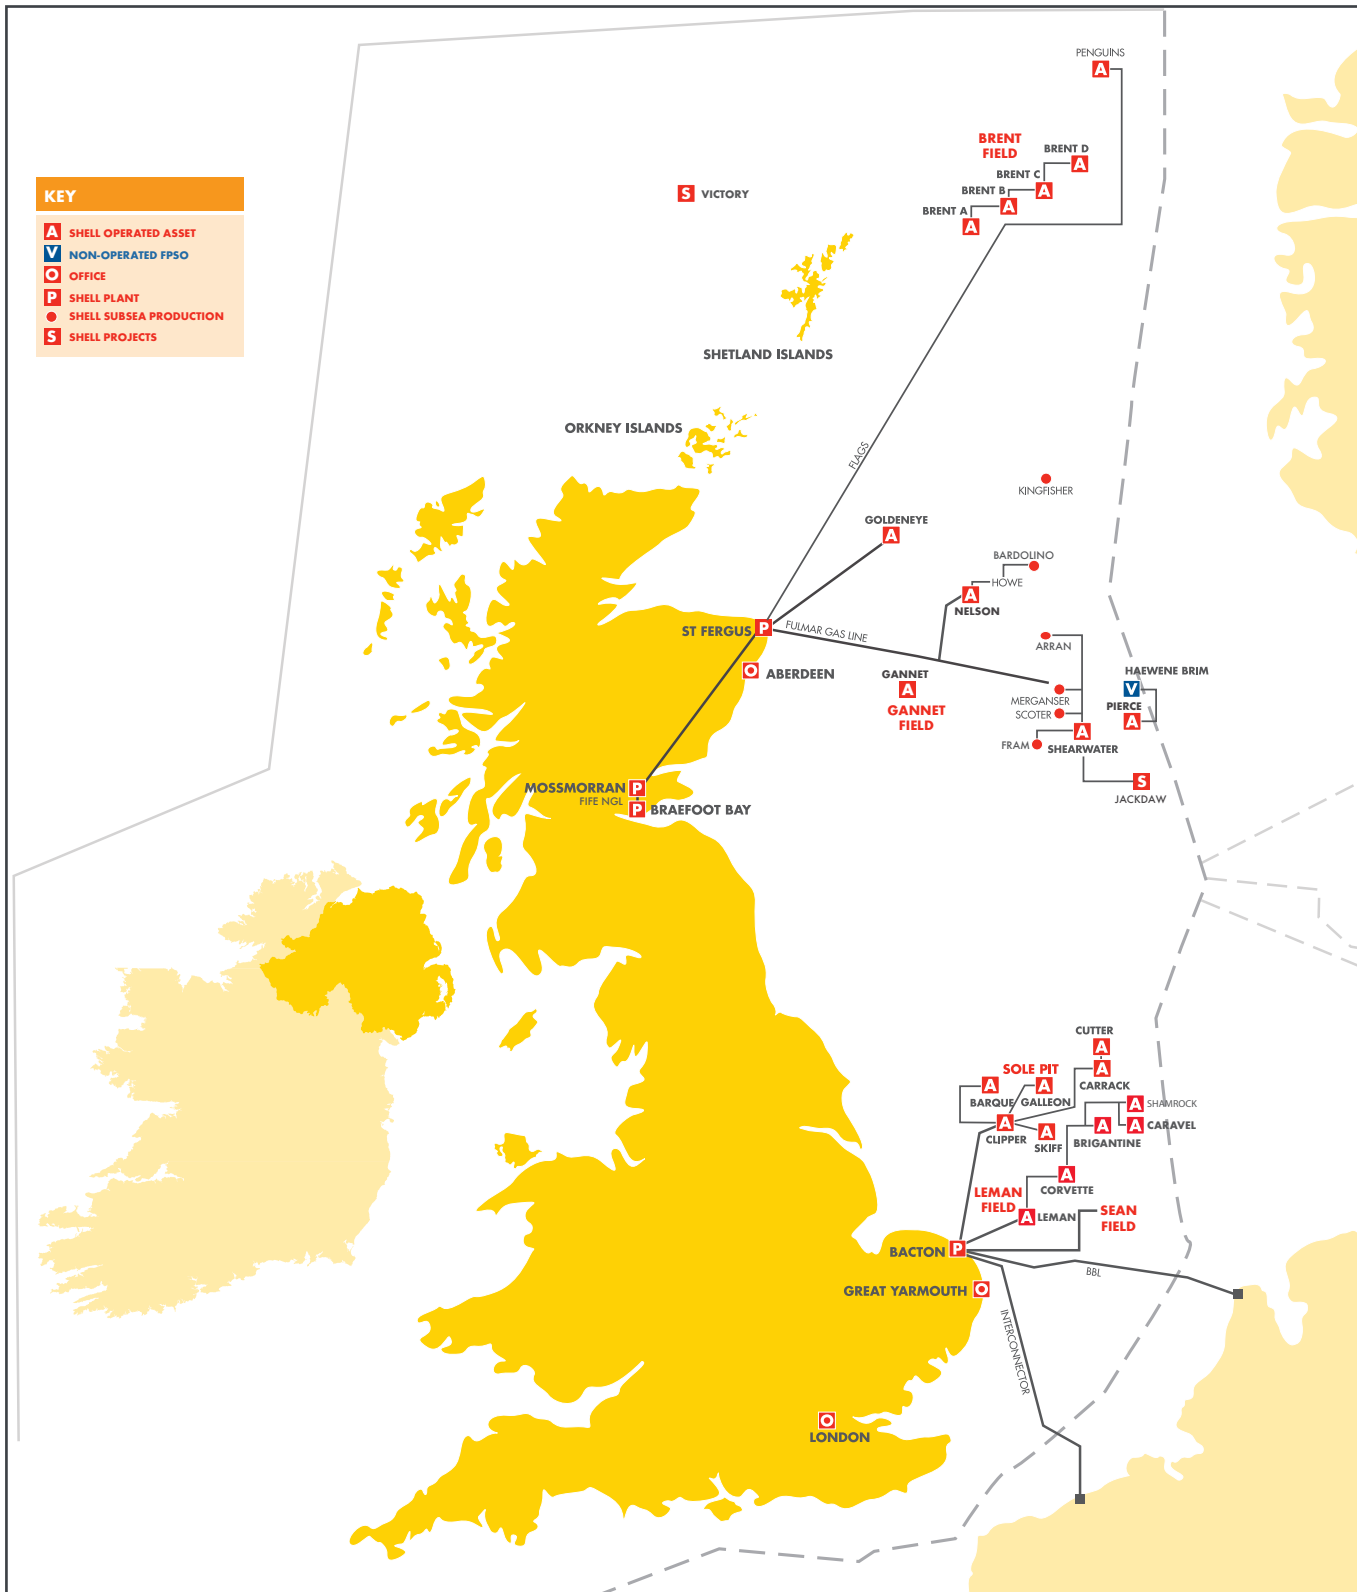 PENGUINS
A
BRENT
FIELD
BRENT D
A
BRENT C
A
BRENT B
A
BRENT A
A
KEY
A SHELL OPERATED ASSET
V NON-OPERATED FPSO
O OFFICE
P SHELL PLANT
SHELL SUBSEA PRODUCTION
S SHELL PROJECTS
S VICTORY
SHETLAND ISLANDS
ORKNEY ISLANDS
FLAGS
KINGFISHER
GOLDENEYE
A
BARDOLINO
HOWE
A
NELSON
ST FERGUS P
FULMAR GAS LINE
ARRAN
O ABERDEEN
GANNET
A
GANNET
FIELD
HAEWENE BRIM
V
MERGANSER
PIERCE
A
SCOTER
FRAM
A
SHEARWATER
S
JACKDAW
MOSSMORRAN P
FIFE NGL
P BRAEFOOT BAY
CUTTER
A
A
CARRACK
SOLE PIT
A
BARQUE
A
GALLEON
A SHAMROCK
A
CLIPPER
A
SKIFF
A
BRIGANTINE
A CARAVEL
A
CORVETTE
LEMAN
FIELD
A LEMAN
SEAN
FIELD
BACTON P
BBL
GREAT YARMOUTH O
INTERCONNECTOR
O
LONDON